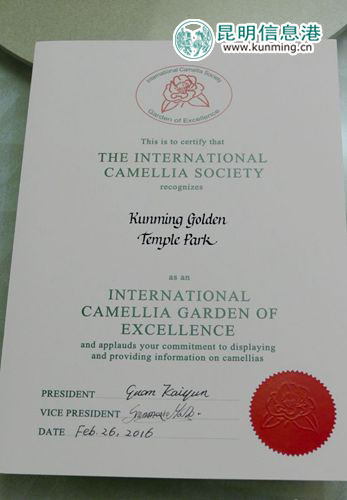 昆明信息港
www.kunming.cn
International Camellia Society
Garden of Excellence
This is to certify that
THE INTERNATIONAL
CAMELLIA SOCIETY
recognizes
Kunming Golden
Temple Park
as an
INTERNATIONAL
CAMELLIA GARDEN OF
EXCELLENCE
and applauds your commitment to displaying
and providing information on camellias
PRESIDENT Guan Kaiyun
VICE PRESIDENT
DATE Feb. 26, 2016